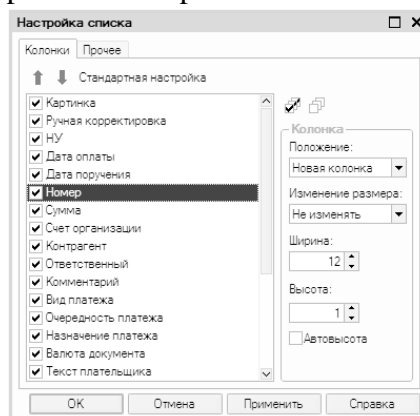 Настройка списка
Колонки Прочее
Стандартная настройка
Картинка
Ручная корректировка
НУ
Дата оплаты
Дата поручения
Номер
Сумма
Счет организации
Контрагент
Ответственный
Комментарий
Вид платежа
Очередность платежа
Назначение платежа
Валюта документа
Текст плательщика
Колонка
Положение:
Новая колонка
Изменение размера:
Не изменять
Ширина:
12
Высота:
1
Автовысота
OK Отмена Применить Справка